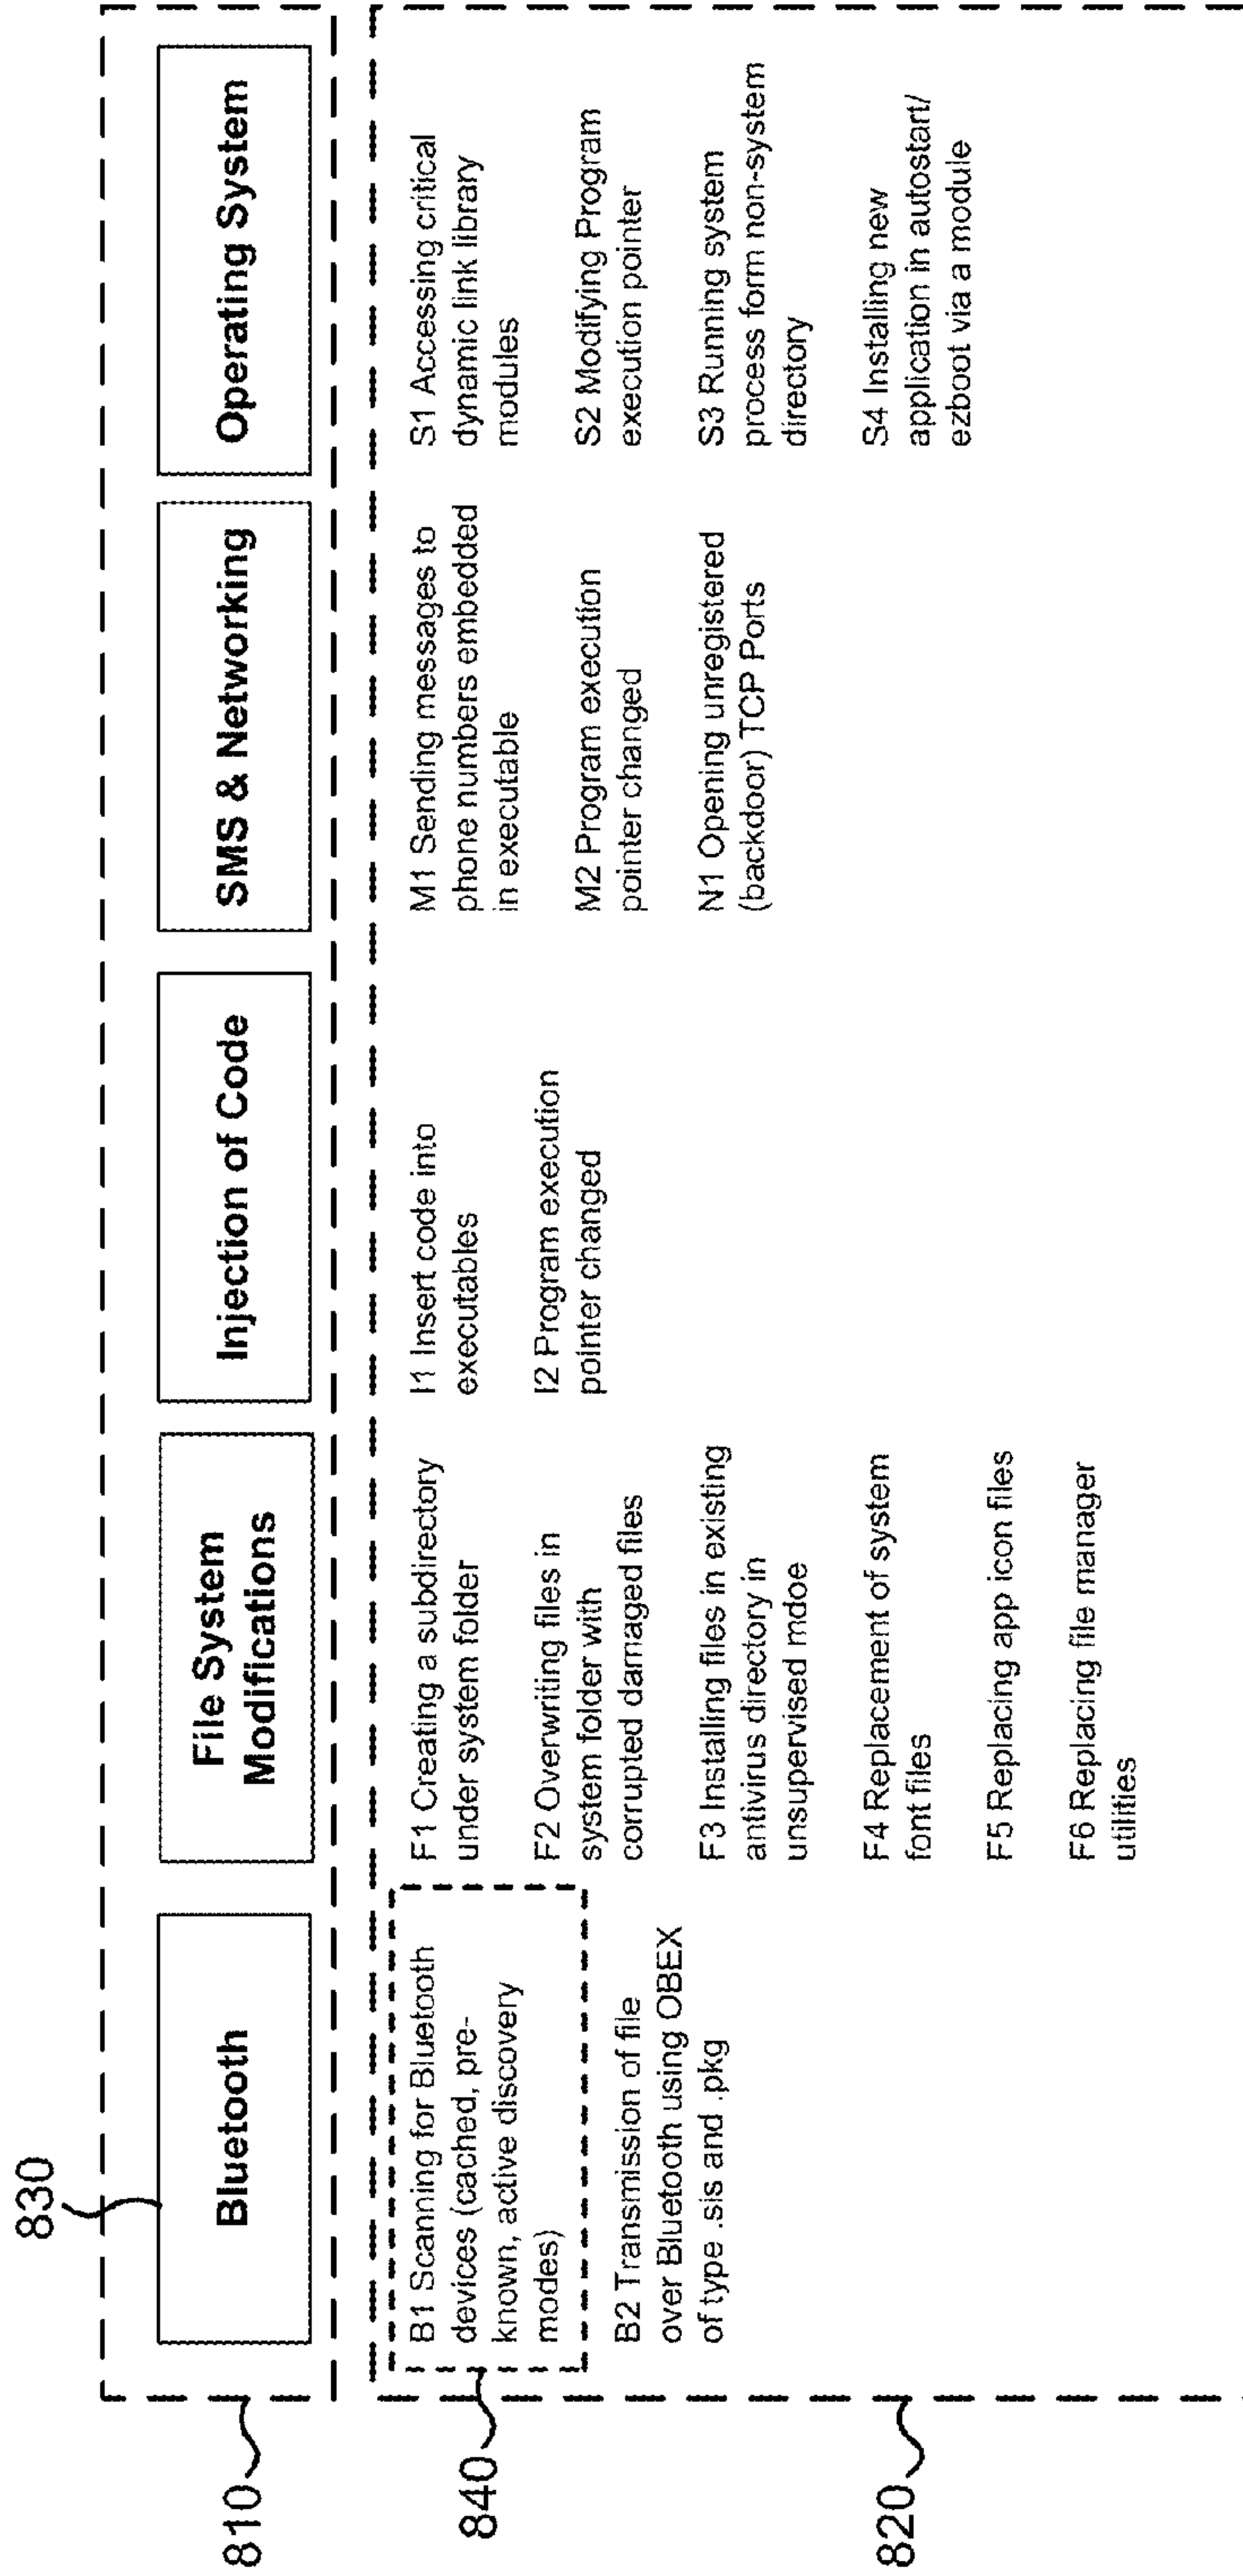 830
810
Bluetooth
File System
Modifications
Injection of Code
SMS & Networking
Operating System
840
B1 Scanning for Bluetooth
devices (cached, pre-
known, active discovery
modes)
B2 Transmission of file
over Bluetooth using OBEX
of type .sis and .pkg
F1 Creating a subdirectory
under system folder
F2 Overwriting files in
system folder with
corrupted damaged files
F3 Installing files in existing
antivirus directory in
unsupervised mdoe
F4 Replacement of system
font files
F5 Replacing app icon files
F6 Replacing file manager
utilities
I1 Insert code into
executables
I2 Program execution
pointer changed
M1 Sending messages to
phone numbers embedded
in executable
M2 Program execution
pointer changed
N1 Opening unregistered
(backdoor) TCP Ports
S1 Accessing critical
dynamic link library
modules
S2 Modifying Program
execution pointer
S3 Running system
process form non-system
directory
S4 Installing new
application in autostart/
ezboot via a module
820